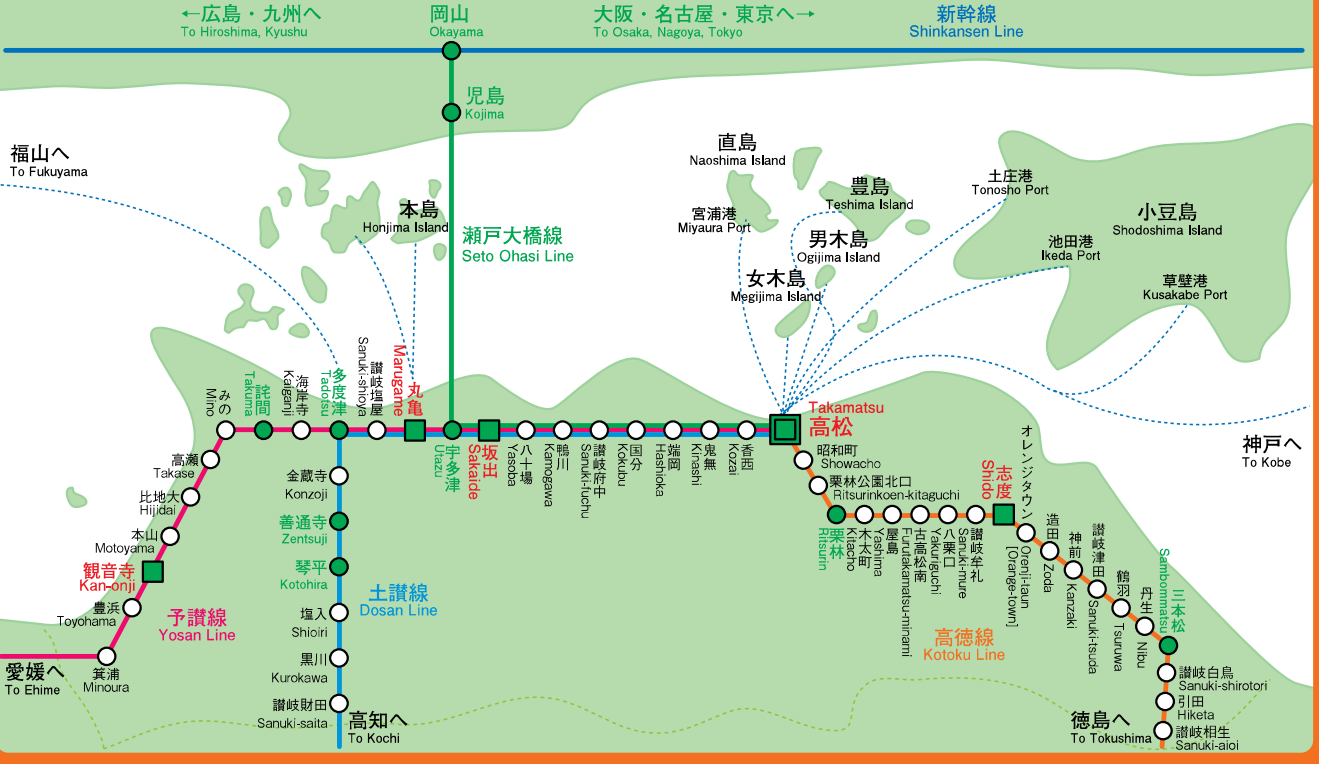 ←広島・九州へ
To Hiroshima, Kyushu
岡山
Okayama
大阪・名古屋・東京へ→
To Osaka, Nagoya, Tokyo
新幹線
Shinkansen Line
児島
Kojima
福山へ
To Fukuyama
本島
Honjima Island
瀬戸大橋線
Seto Ohasi Line
直島
Naoshima Island
宮浦港
Miyaura Port
豊島
Teshima Island
男木島
Ogijima Island
女木島
Megijima Island
土庄港
Tonosho Port
小豆島
Shodoshima Island
池田港
Ikeda Port
草壁港
Kusakabe Port
神戸へ
To Kobe
みの
Mino
詫間
Takuma
海岸寺
Kaiganji
多度津
Tadotsu
讃岐塩屋
Sanuki-shioya
丸亀
Marugame
宇多津
Utazu
坂出
Sakaide
八十場
Yasoba
鴨川
Kamogawa
讃岐府中
Sanuki-fuchu
国分
Kokubu
端岡
Hashioka
鬼無
Kinashi
香西
Kozai
Takamatsu
高松
高瀬
Takase
比地大
Hijidai
本山
Motoyama
観音寺
Kan-onji
豊浜
Toyohama
箕浦
Minoura
愛媛へ
To Ehime
予讃線
Yosan Line
金蔵寺
Konzoji
善通寺
Zentsuji
琴平
Kotohira
塩入
Shioiri
黒川
Kurokawa
讃岐財田
Sanuki-saita
土讃線
Dosan Line
高知へ
To Kochi
昭和町
Showacho
栗林公園北口
Ritsurinkoen-kitaguchi
栗林
Ritsurin
木太町
Kitacho
屋島
Yashima
古高松南
Furutakamatsu-minami
八栗口
Yakuriguchi
讃岐牟礼
Sanuki-mure
志度
Shido
オレンジタウン
Orenji-taun
[Orange-town]
造田
Zoda
神前
Kanzaki
讃岐津田
Sanuki-tsuda
鶴羽
Tsuruwa
丹生
Nibu
三本松
Sambommatsu
讃岐白鳥
Sanuki-shirotori
引田
Hiketa
讃岐相生
Sanuki-aioi
高徳線
Kotoku Line
徳島へ
To Tokushima